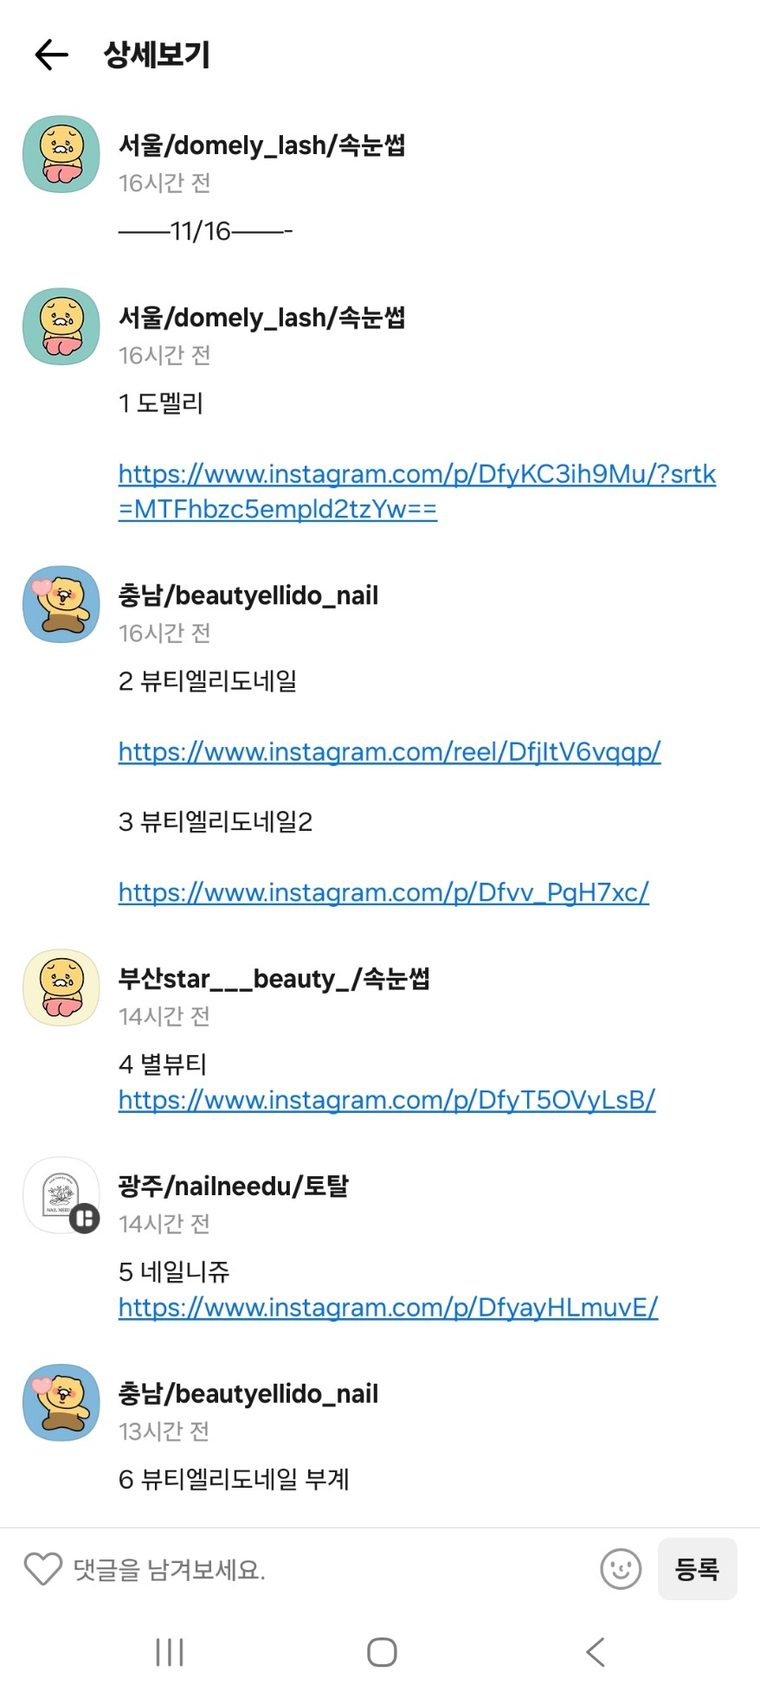 상세보기
서울/domely_lash/속눈썹
16시간 전
——11/16——-
서울/domely_lash/속눈썹
16시간 전
1 도멜리
https://www.instagram.com/p/DfyKC3ih9Mu/?srtk
=MTFhbzc5empld2tzYw==
충남/beautyellido_nail
16시간 전
2 뷰티엘리도네일
https://www.instagram.com/reel/DfjItV6vqqp/
3 뷰티엘리도네일2
https://www.instagram.com/p/Dfvv_PgH7xc/
부산star___beauty_/속눈썹
14시간 전
4 별뷰티
https://www.instagram.com/p/DfyT5OVyLsB/
광주/nailneedu/토탈
14시간 전
5 네일니쥬
https://www.instagram.com/p/DfyayHLmuvE/
충남/beautyellido_nail
13시간 전
6 뷰티엘리도네일 부계
댓글을 남겨보세요.
등록